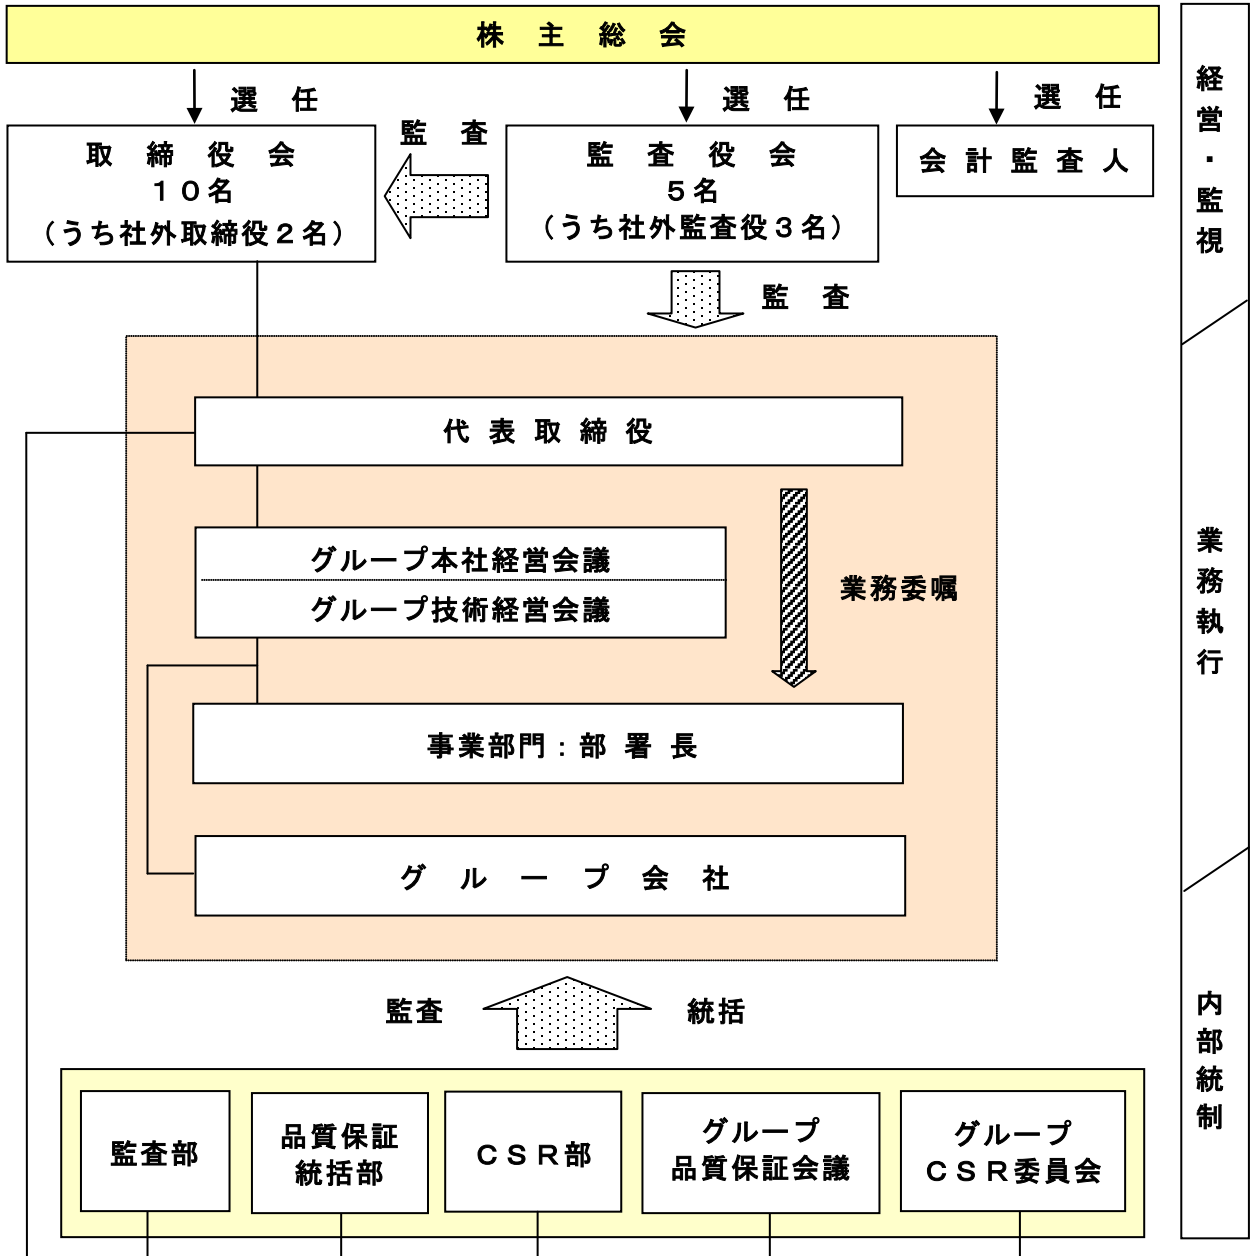 株主総会
選任
選任
選任
監査
取締役会
１０名
（うち社外取締役２名）
監査役会
５名
（うち社外監査役３名）
会計監査人
監査
代表取締役
グループ本社経営会議
グループ技術経営会議
業務委嘱
事業部門：部署長
グループ会社
監査
統括
監査部
品質保証
統括部
ＣＳＲ部
グループ
品質保証会議
グループ
ＣＳＲ委員会
経営・監視
業務執行
内部統制